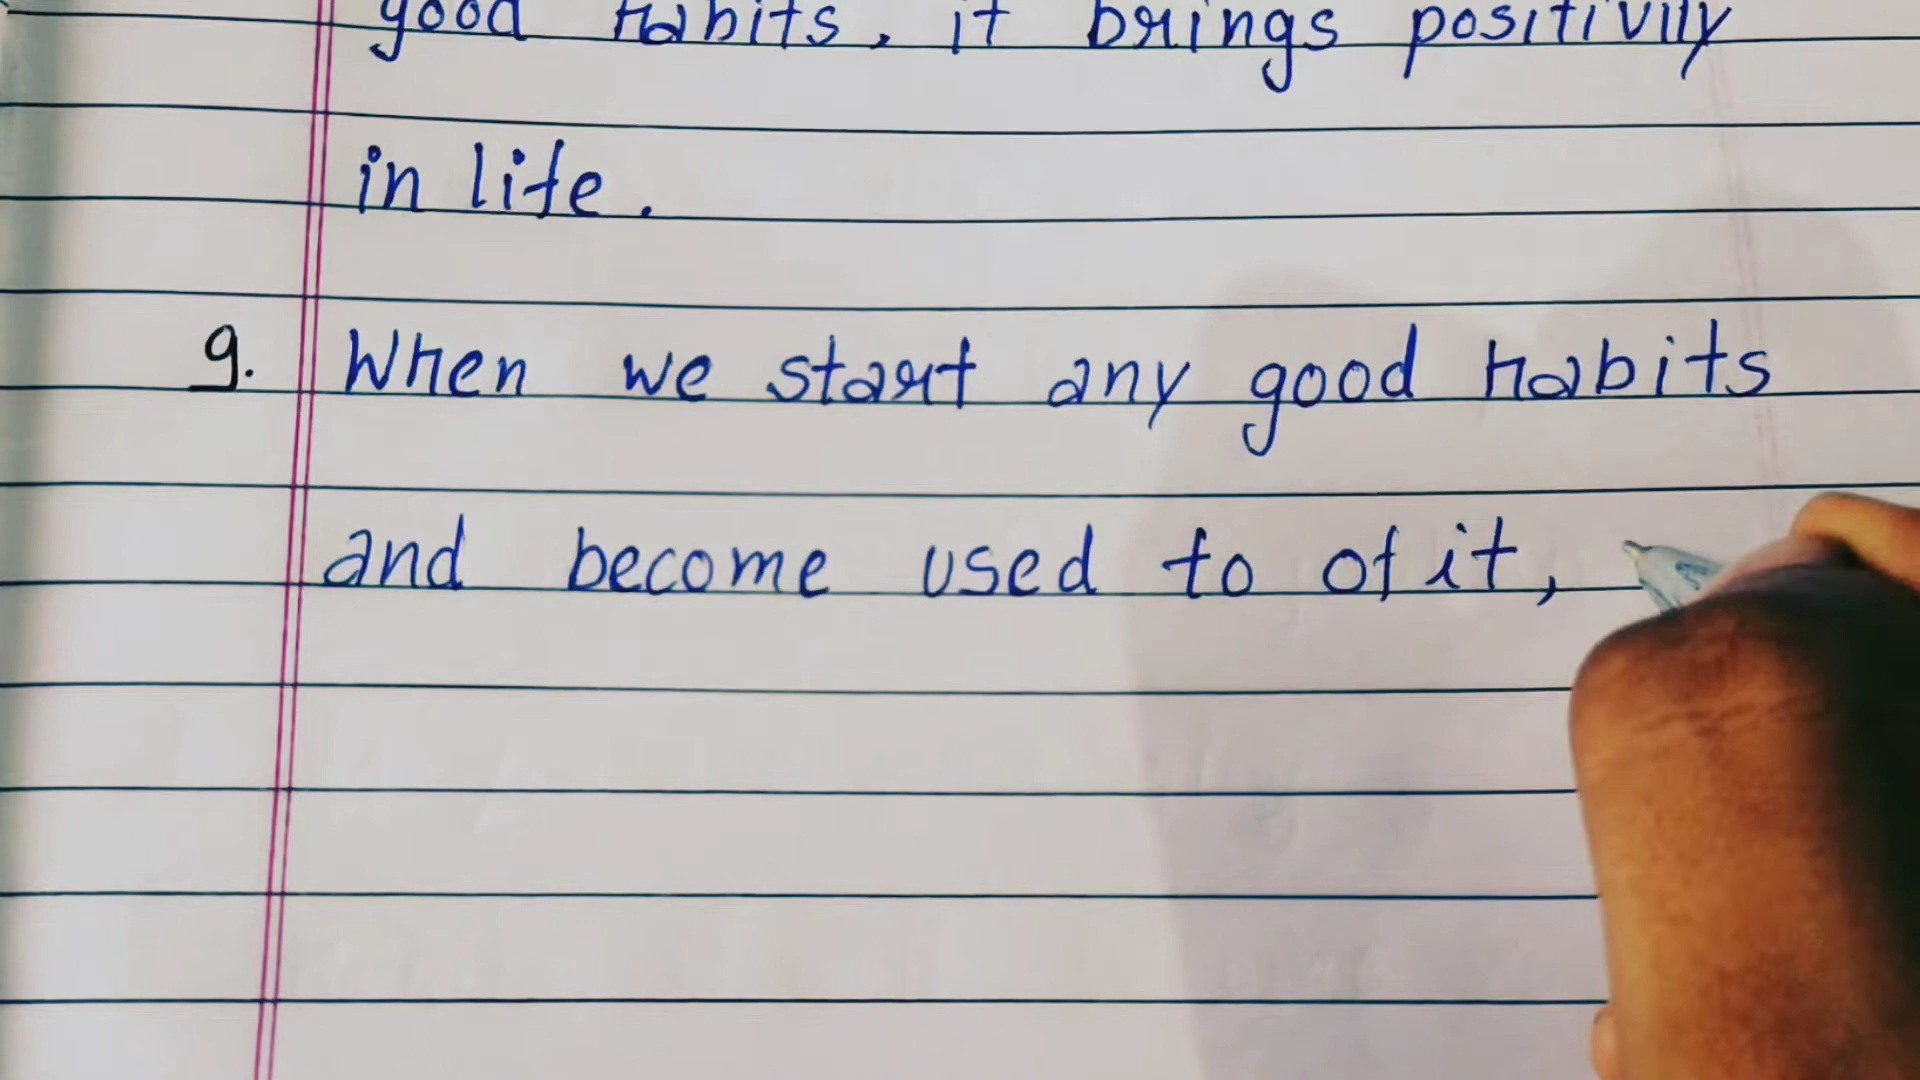 good habits, it brings positivity
in life.
9. When we start any good habits
and become used to of it,